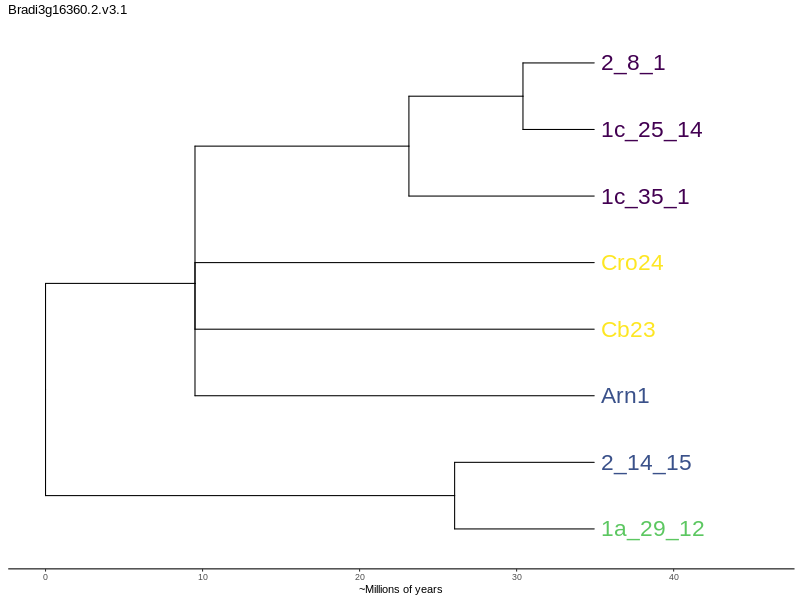 Bradi3g16360.2.v3.1
2_8_1
1c_25_14
1c_35_1
Cro24
Cb23
Arn1
2_14_15
1a_29_12
0 10 20 30 40
~Millions of years